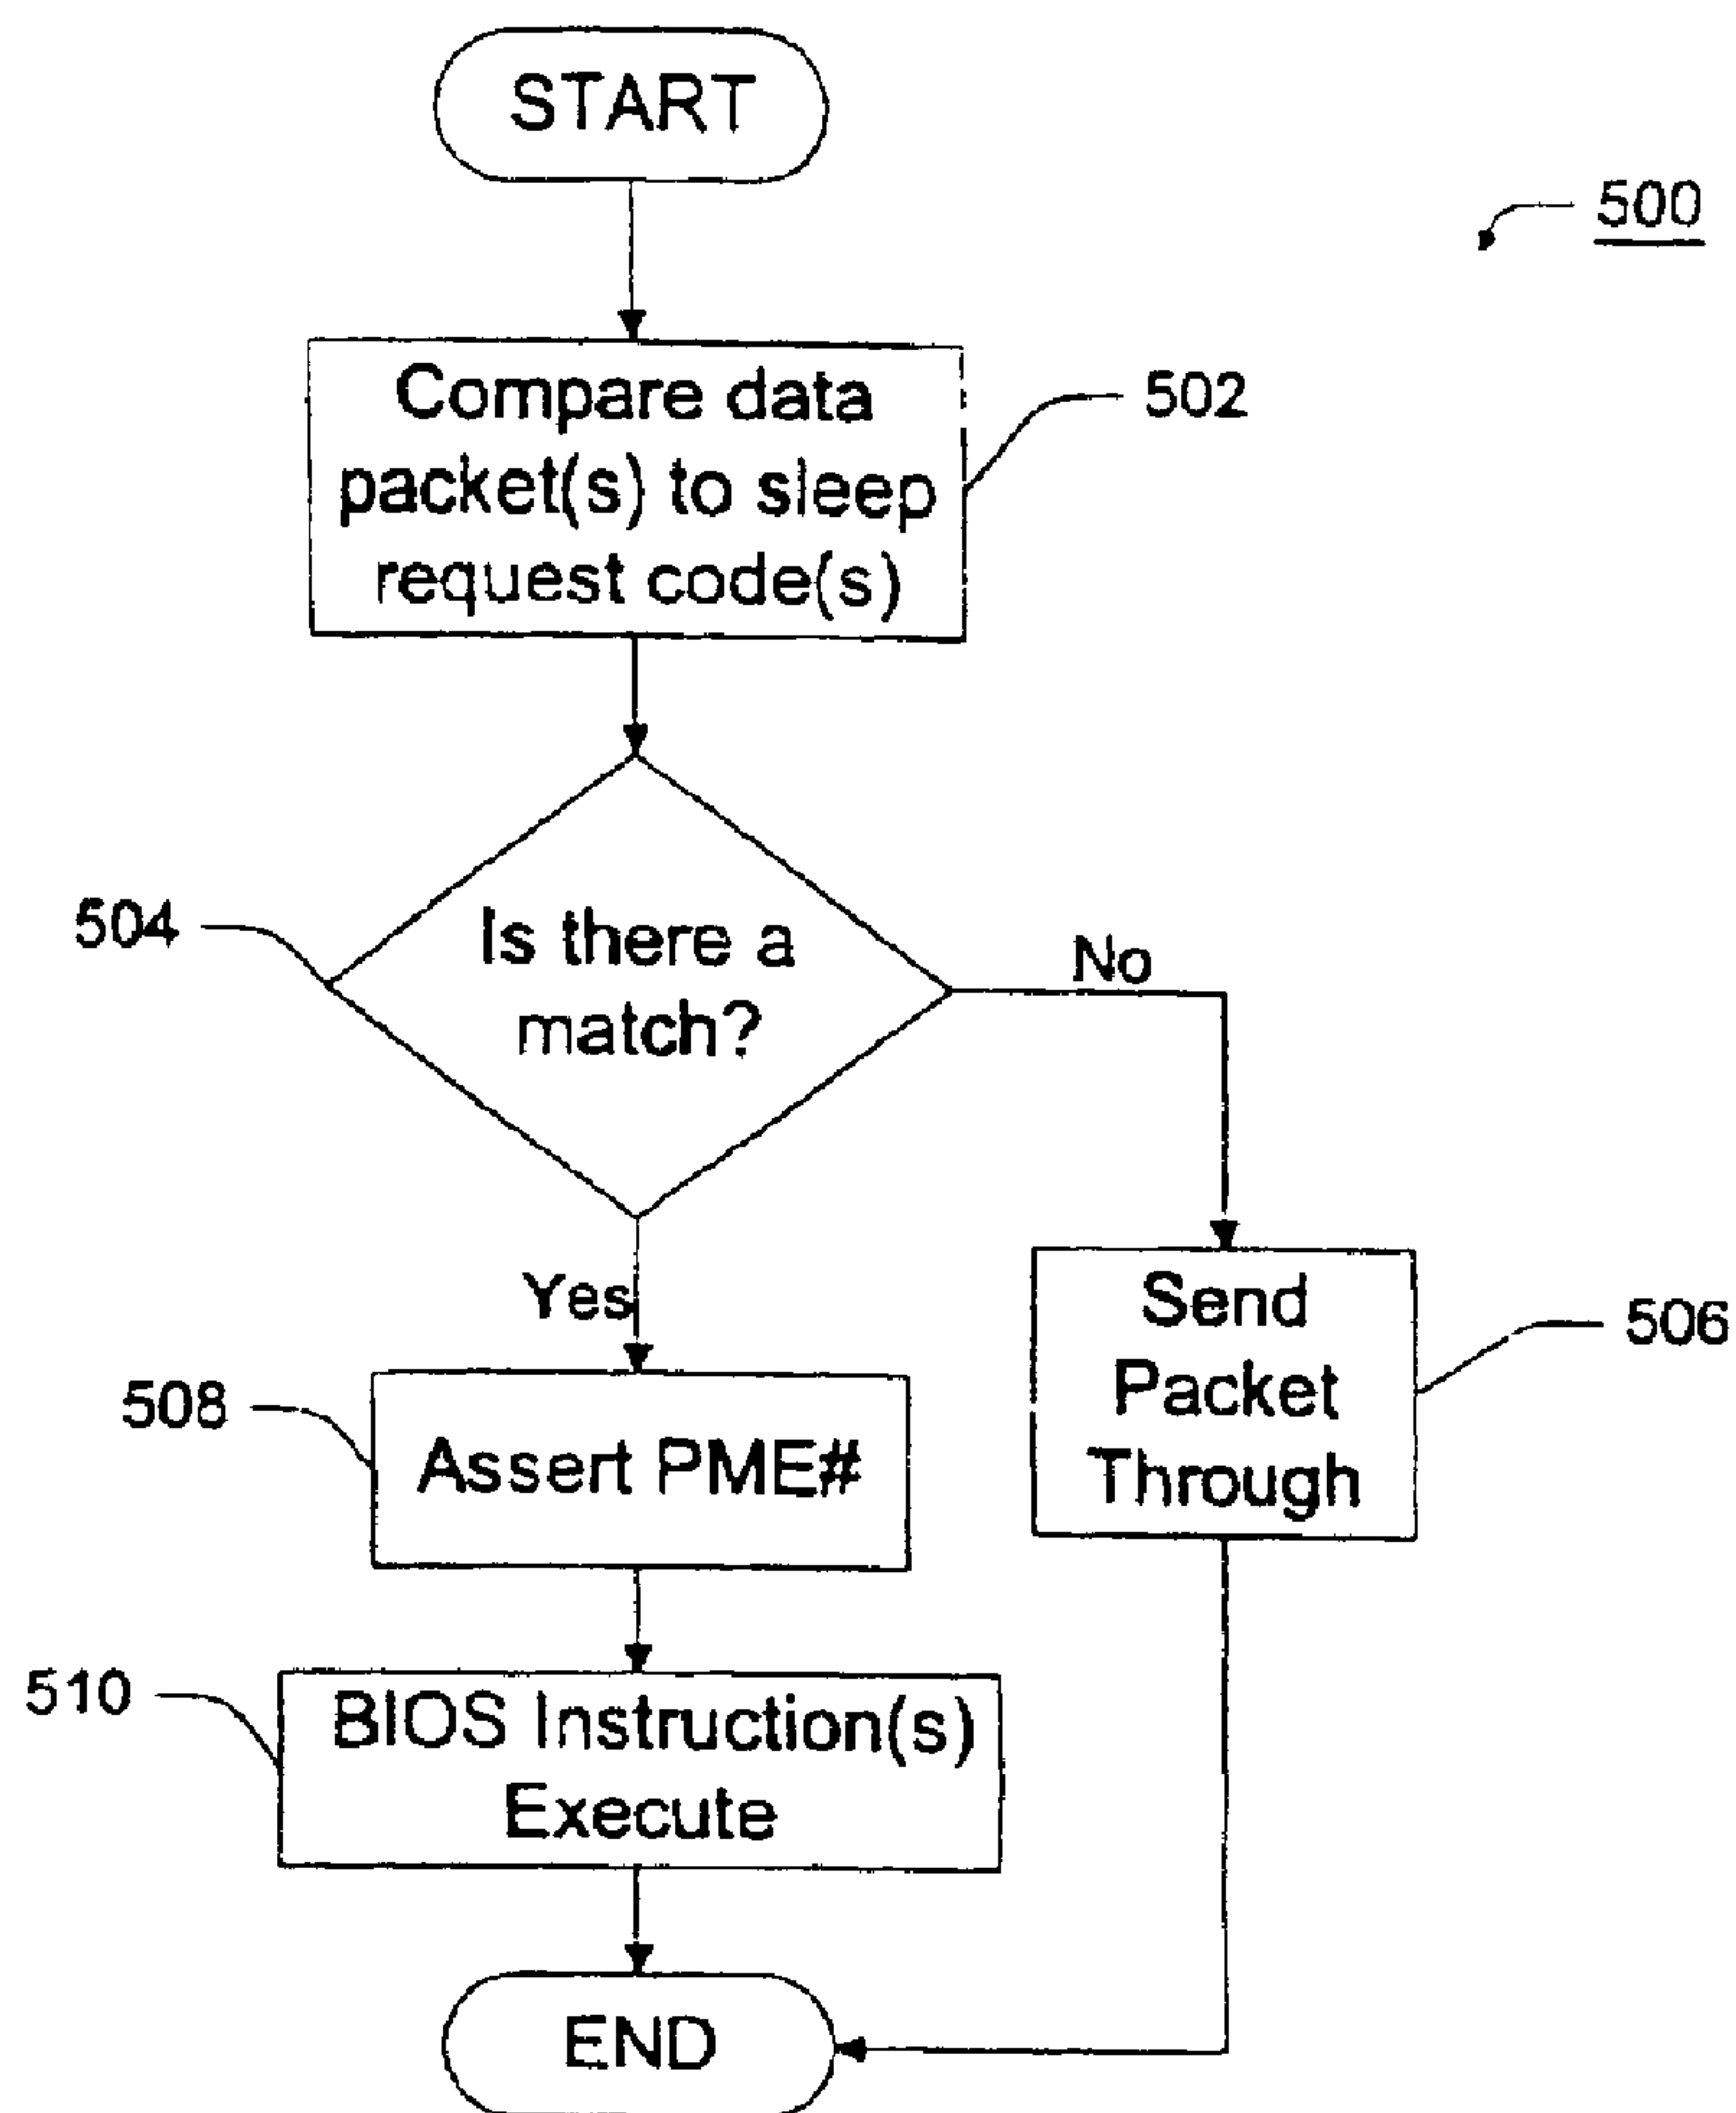 START
500
Compare data
packet(s) to sleep
request code(s)
502
504
Is there a
match?
No
Yes
Send
Packet
Through
506
508
Assert PME#
510
BIOS Instruction(s)
Execute
END